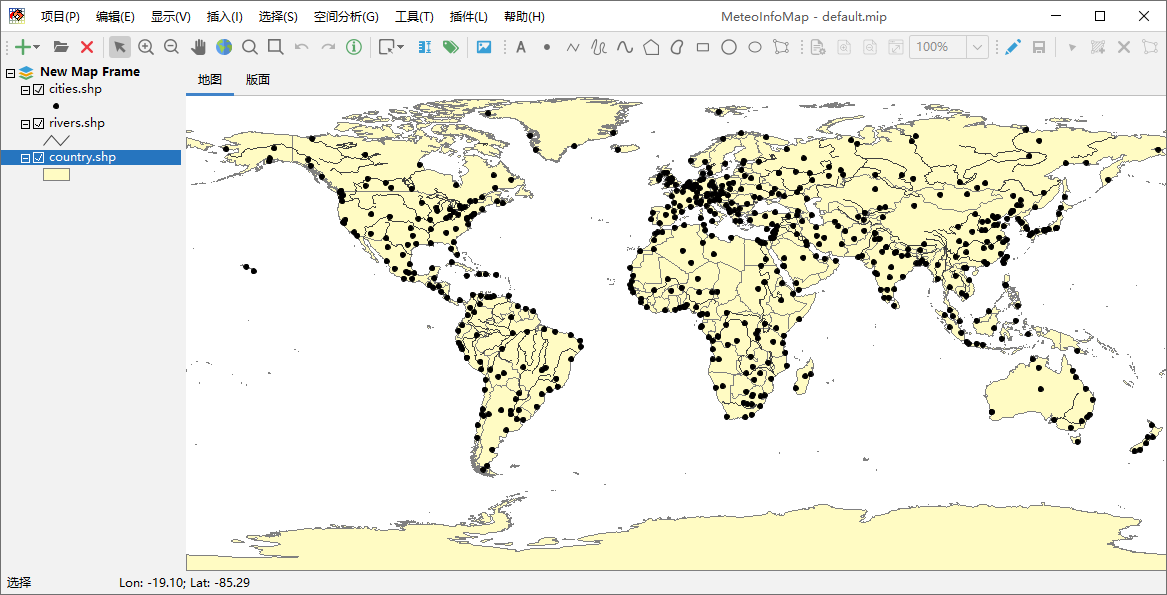 MeteoInfoMap - default.mip
项目(P) 编辑(E) 显示(V) 插入(I) 选择(S) 空间分析(G) 工具(T) 插件(L) 帮助(H)
A 100%
New Map Frame
cities.shp
rivers.shp
country.shp
地图 版面
选择 Lon: -19.10; Lat: -85.29